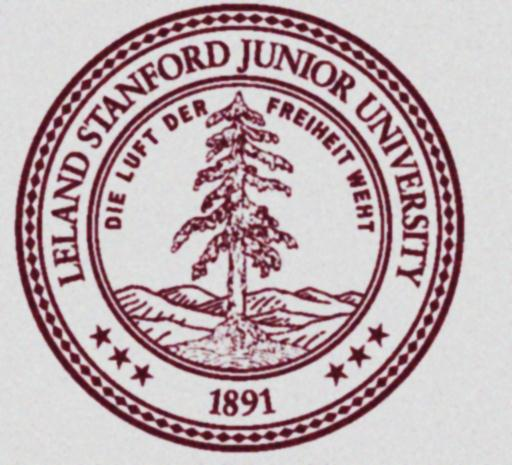 LELAND STANFORD JUNIOR UNIVERSITY
DIE LUFT DER FREIHEIT WEHT
1891